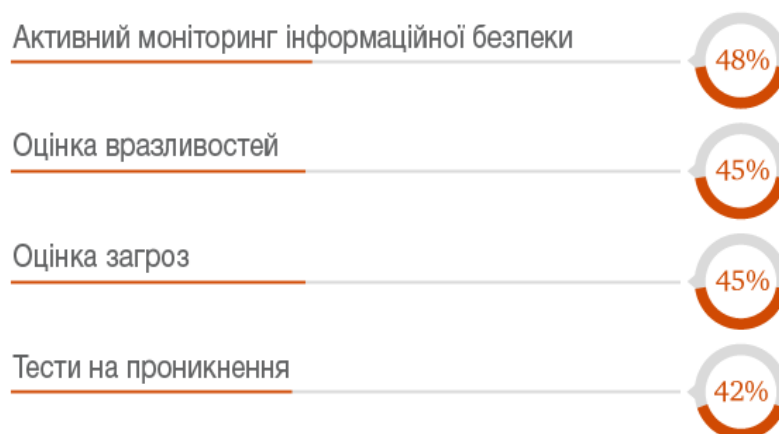 Активний моніторинг інформаційної безпеки
48%
Оцінка вразливостей
45%
Оцінка загроз
45%
Тести на проникнення
42%